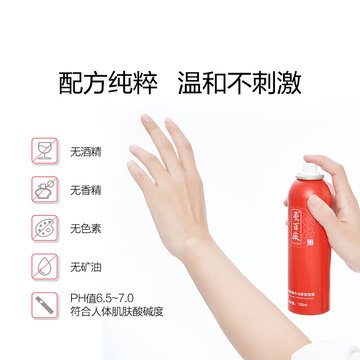 配方纯粹 温和不刺激
无酒精
无香精
无色素
无矿油
PH值6.5~7.0
符合人体肌肤酸碱度
150ml